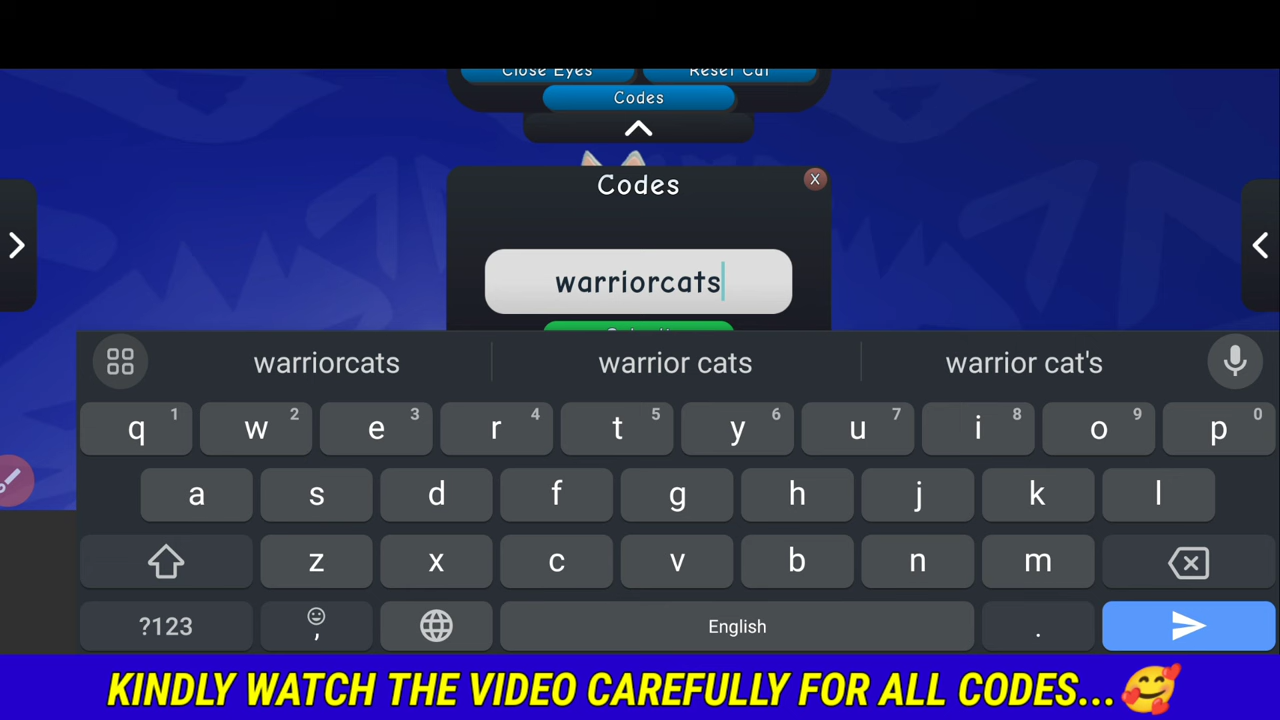 Close Eyes Reset Cat
Codes
Codes
X
warriorcats
warriorcats warrior cats warrior cat's
q 1 w 2 e 3 r 4 t 5 y 6 u 7 i 8 o 9 p 0
a s d f g h j k l
z x c v b n m
?123 , English .
KINDLY WATCH THE VIDEO CAREFULLY FOR ALL CODES...🥰